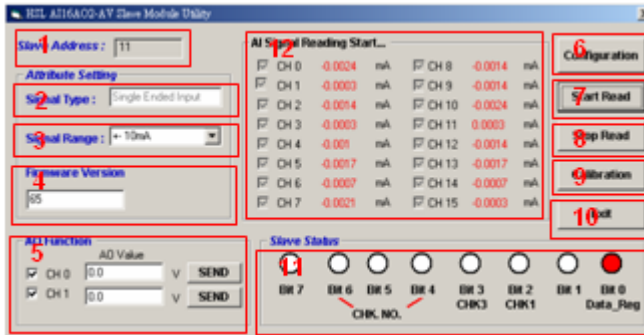 HSL AI16AO2-AV Slave Module Utility
1 Slave Address : 11
Attribute Setting
2 Signal Type : Single Ended Input
3 Signal Range : +- 10mA
4 Firmware Version
65
12 AI Signal Reading Start...
CH 0 -0.0024 mA CH 8 -0.0014 mA
CH 1 -0.0003 mA CH 9 -0.0014 mA
CH 2 -0.0014 mA CH 10 -0.0024 mA
CH 3 -0.0003 mA CH 11 0.0003 mA
CH 4 -0.001 mA CH 12 -0.0014 mA
CH 5 -0.0017 mA CH 13 -0.0017 mA
CH 6 -0.0007 mA CH 14 -0.0007 mA
CH 7 -0.0021 mA CH 15 -0.0003 mA
6 Configuration
7 Start Read
8 Stop Read
9 Calibration
10 Exit
5 AO Function
AO Value
CH 0 0.0 V SEND
CH 1 0.0 V SEND
Slave Status
11
Bit 7 Bit 6 Bit 5 Bit 4 Bit 3 Bit 2 Bit 1 Bit 0
CHK. NO. CHK3 CHK1 Data_Reg